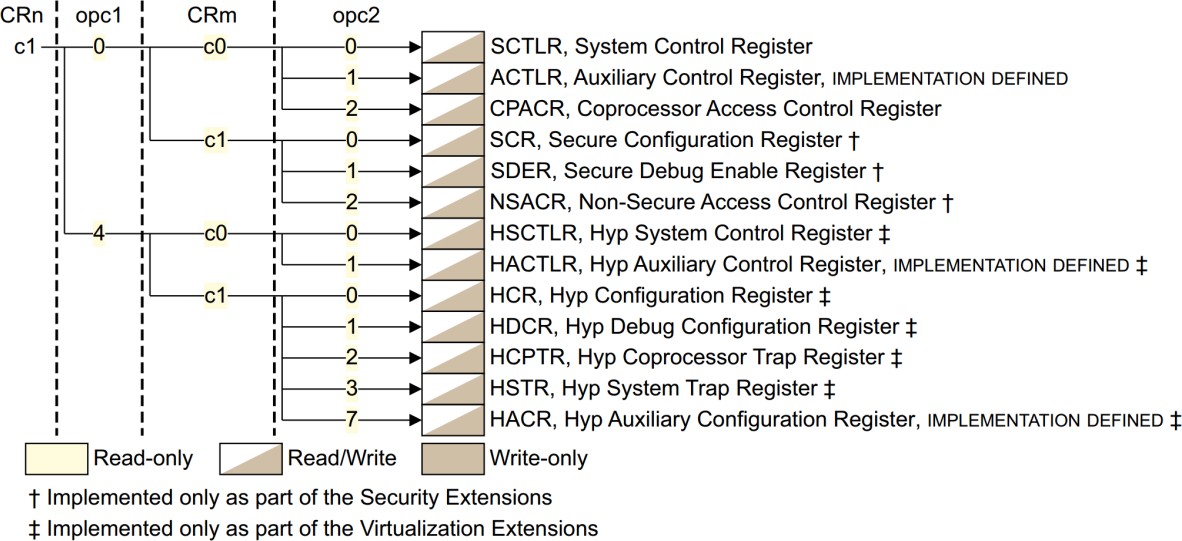 CRn opc1 CRm opc2
c1 0 c0 0 SCTLR, System Control Register
1 ACTLR, Auxiliary Control Register, IMPLEMENTATION DEFINED
2 CPACR, Coprocessor Access Control Register
c1 0 SCR, Secure Configuration Register †
1 SDER, Secure Debug Enable Register †
2 NSACR, Non-Secure Access Control Register †
4 c0 0 HSCTLR, Hyp System Control Register ‡
1 HACTLR, Hyp Auxiliary Control Register, IMPLEMENTATION DEFINED ‡
c1 0 HCR, Hyp Configuration Register ‡
1 HDCR, Hyp Debug Configuration Register ‡
2 HCPTR, Hyp Coprocessor Trap Register ‡
3 HSTR, Hyp System Trap Register ‡
7 HACR, Hyp Auxiliary Configuration Register, IMPLEMENTATION DEFINED ‡
Read-only Read/Write Write-only
† Implemented only as part of the Security Extensions
‡ Implemented only as part of the Virtualization Extensions